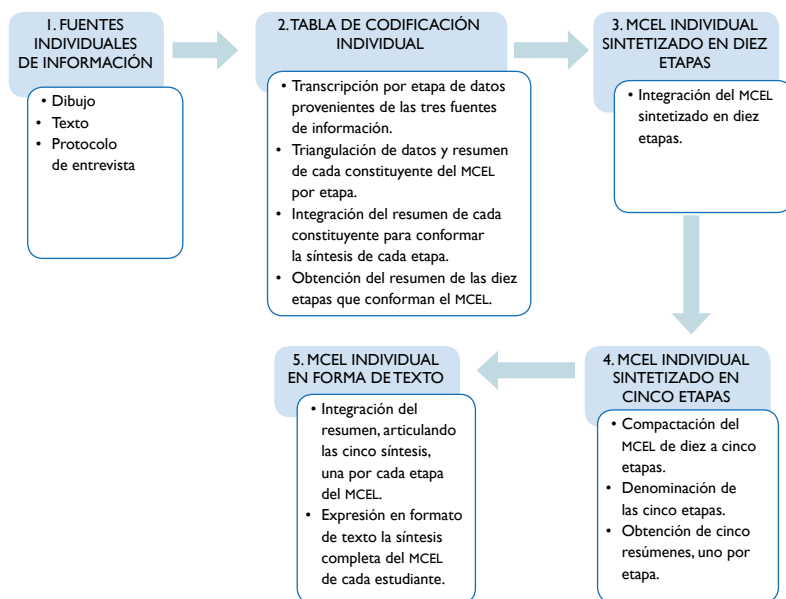 1. FUENTES
INDIVIDUALES
DE INFORMACIÓN
• Dibujo
• Texto
• Protocolo
de entrevista
2. TABLA DE CODIFICACIÓN
INDIVIDUAL
• Transcripción por etapa de datos
provenientes de las tres fuentes
de información.
• Triangulación de datos y resumen
de cada constituyente del MCEL
por etapa.
• Integración del resumen de cada
constituyente para conformar
la síntesis de cada etapa.
• Obtención del resumen de las diez
etapas que conforman el MCEL.
3. MCEL INDIVIDUAL
SINTETIZADO EN DIEZ
ETAPAS
• Integración del MCEL
sintetizado en diez
etapas.
4. MCEL INDIVIDUAL
SINTETIZADO EN
CINCO ETAPAS
• Compactación del
MCEL de diez a cinco
etapas.
• Denominación de
las cinco etapas.
• Obtención de cinco
resúmenes, uno por
etapa.
5. MCEL INDIVIDUAL
EN FORMA DE TEXTO
• Integración del
resumen, articulando
las cinco síntesis,
una por cada etapa
del MCEL.
• Expresión en formato
de texto la síntesis
completa del MCEL
de cada estudiante.